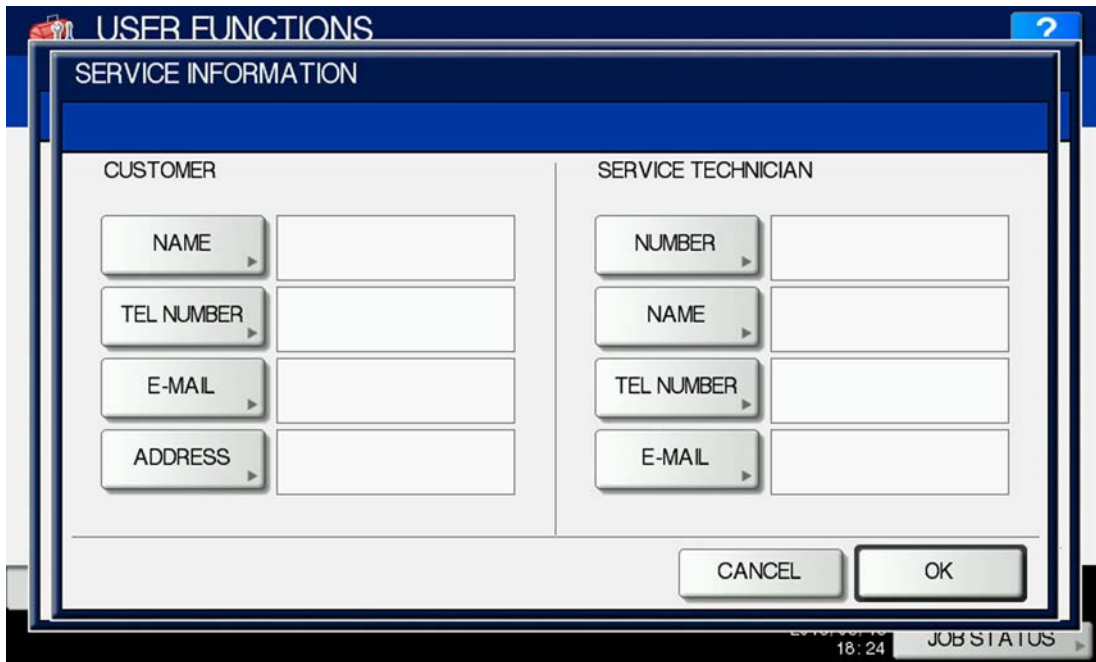 USER FUNCTIONS
?
SERVICE INFORMATION
CUSTOMER
NAME
TEL NUMBER
E-MAIL
ADDRESS
SERVICE TECHNICIAN
NUMBER
NAME
TEL NUMBER
E-MAIL
CANCEL
OK
18:24
JOB STATUS